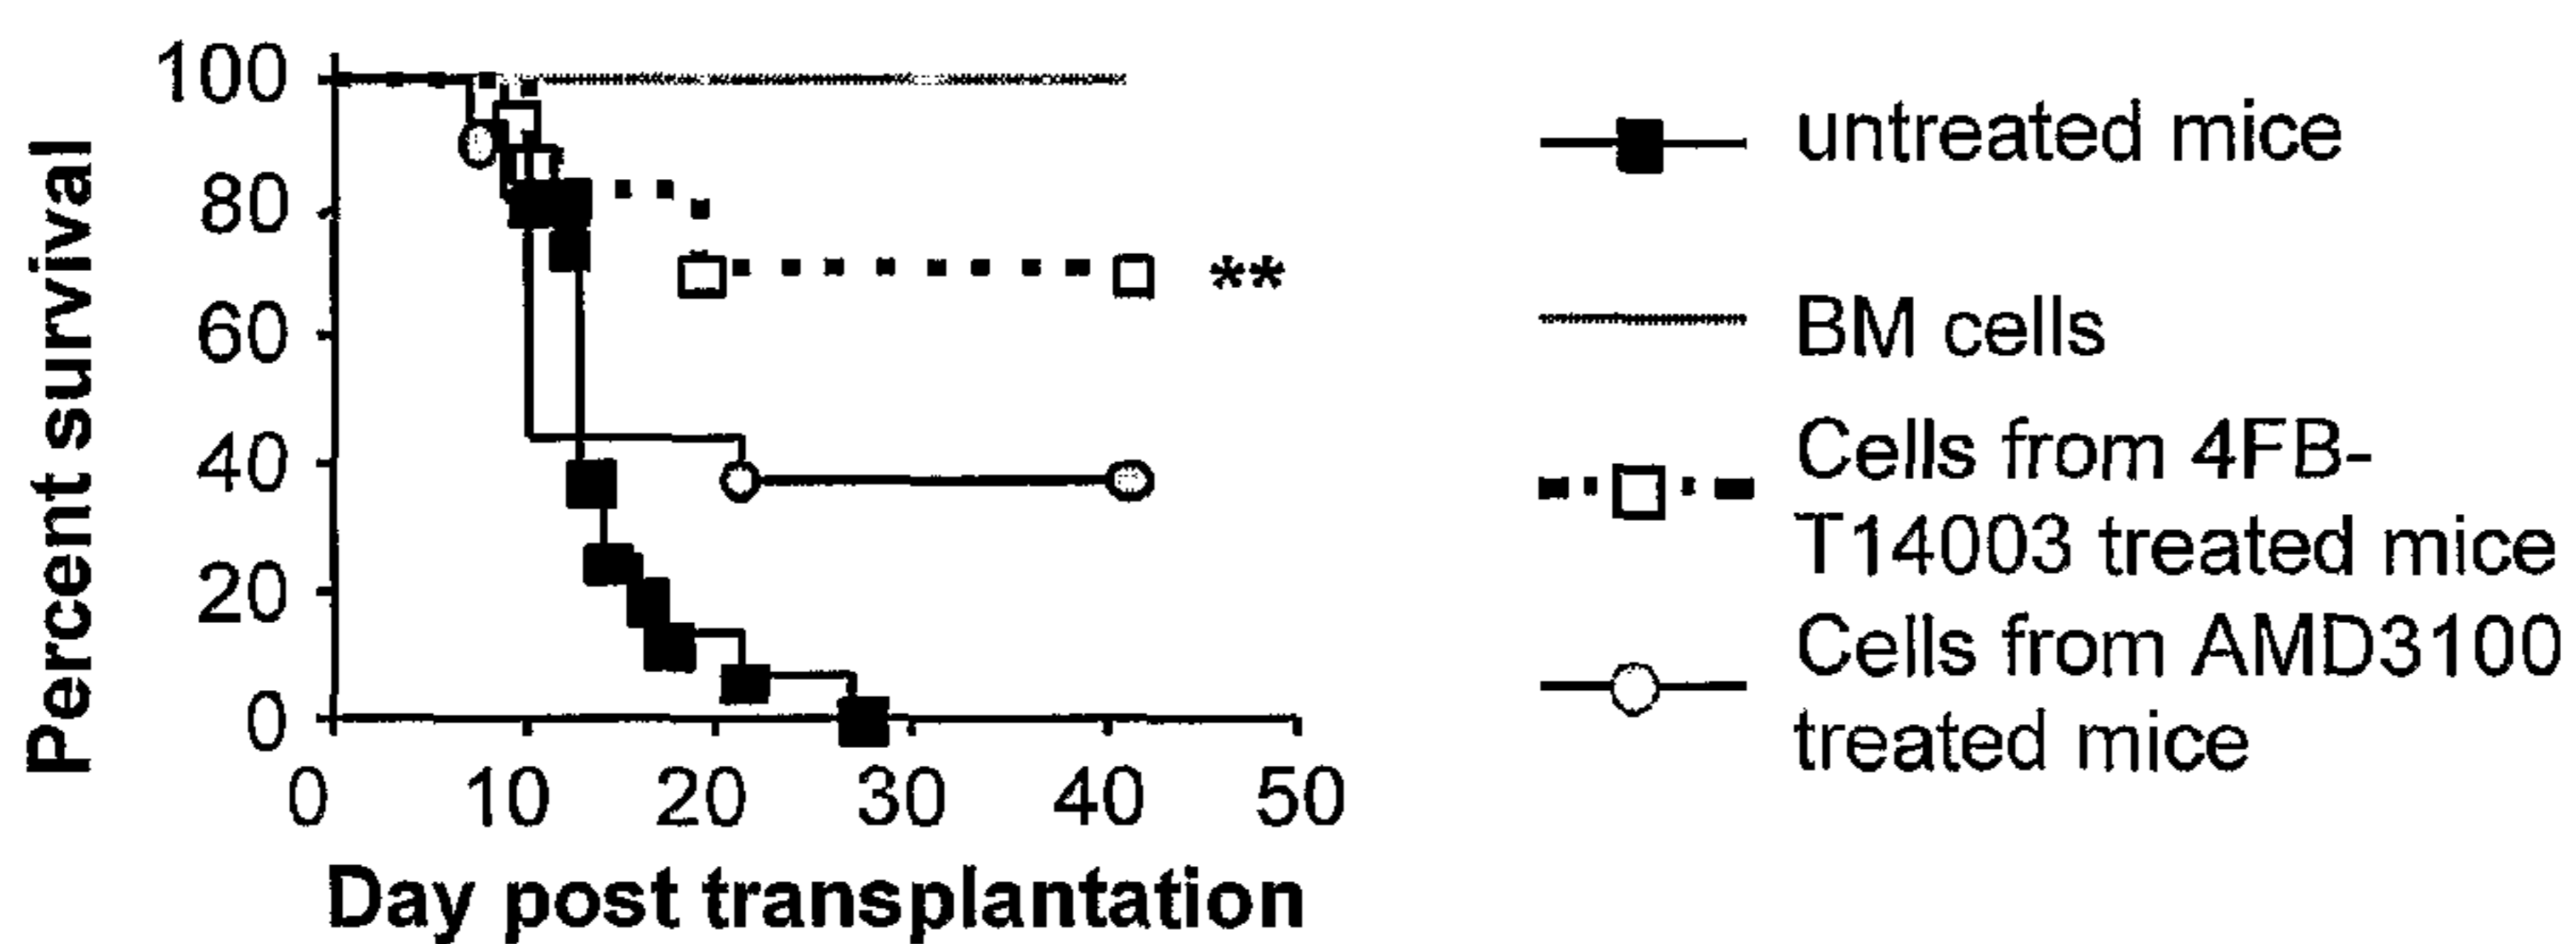 Percent survival
100
80
60
40
20
0
**
0 10 20 30 40 50
Day post transplantation
untreated mice
BM cells
Cells from 4FB-
T14003 treated mice
Cells from AMD3100
treated mice